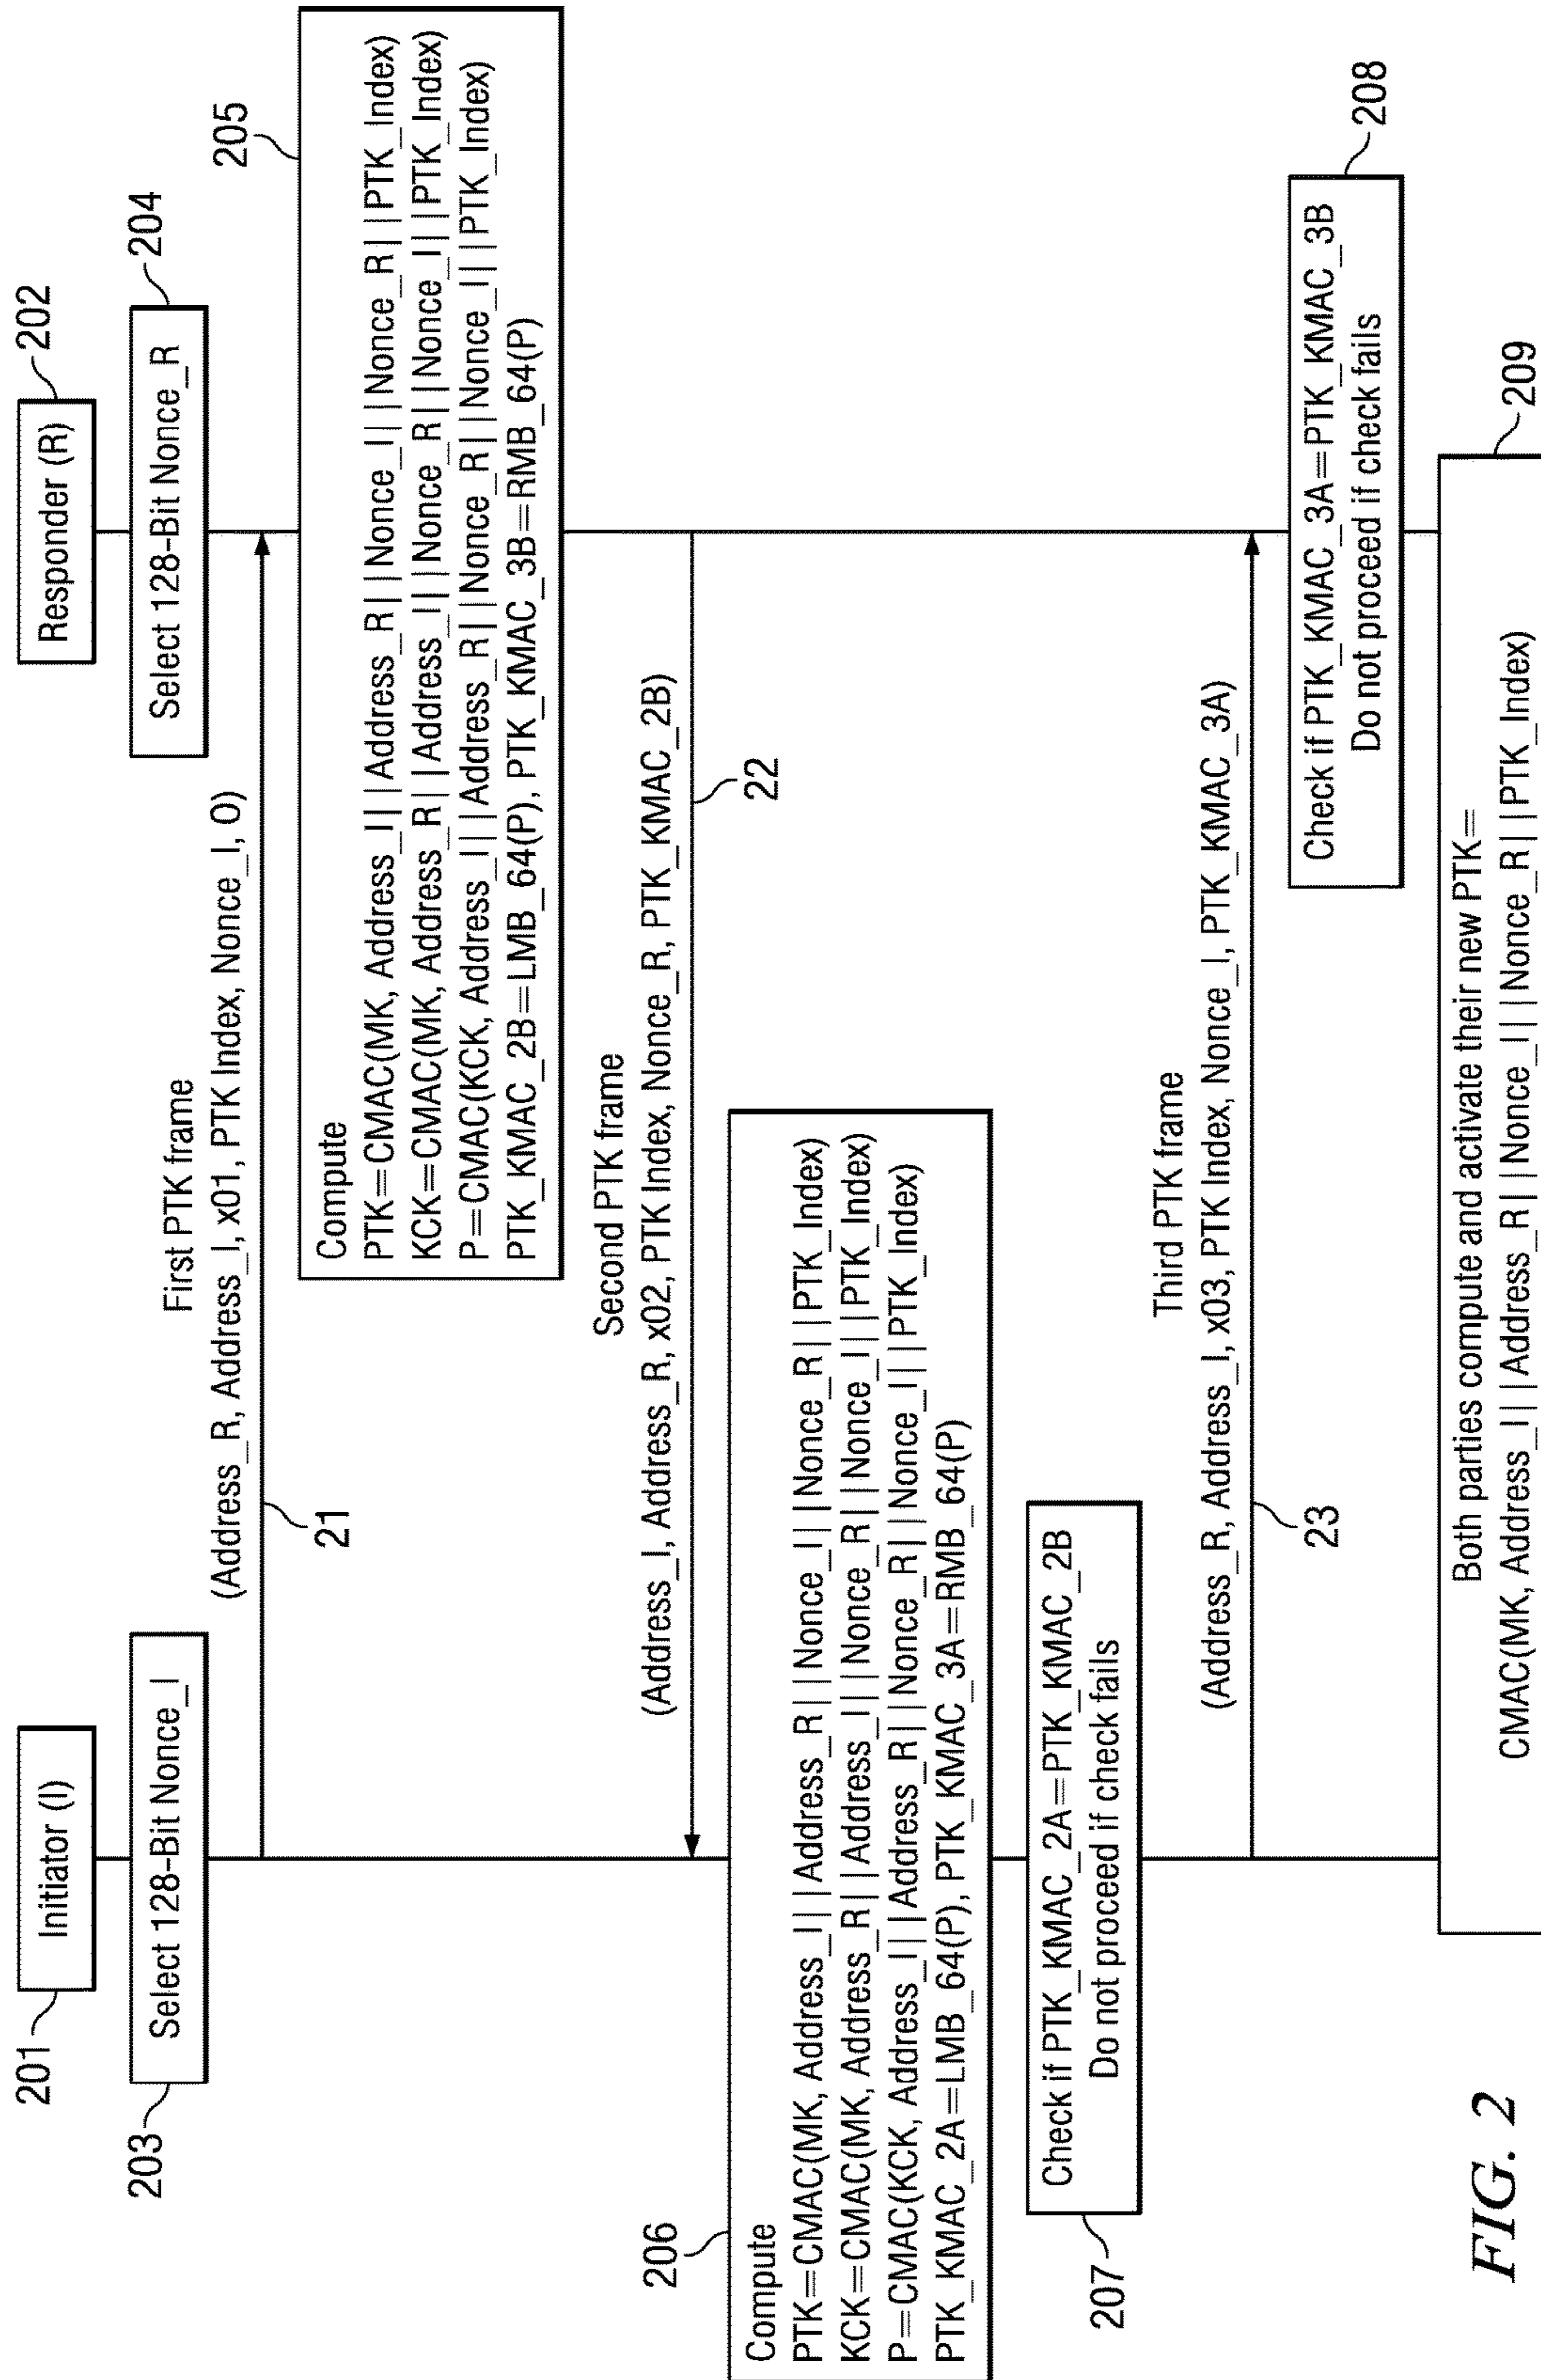 Initiator (I)
201
Responder (R)
202
Select 128-Bit Nonce_I
203
Select 128-Bit Nonce_R
204
First PTK frame
(Address_R, Address_I, x01, PTK Index, Nonce_I, O)
21
205
Compute
PTK=CMAC(MK, Address_I||Address_R||Nonce_I||Nonce_R||PTK_Index)
KCK=CMAC(MK, Address_R||Address_I||Nonce_R||Nonce_I||PTK_Index)
P=CMAC(KCK, Address_I||Address_R||Nonce_R||Nonce_I||PTK_Index)
PTK_KMAC_2B=LMB_64(P), PTK_KMAC_3B=RMB_64(P)
Second PTK frame
(Address_I, Address_R, x02, PTK Index, Nonce_R, PTK_KMAC_2B)
22
206
Compute
PTK=CMAC(MK, Address_I||Address_R||Nonce_I||Nonce_R||PTK_Index)
KCK=CMAC(MK, Address_R||Address_I||Nonce_R||Nonce_I||PTK_Index)
P=CMAC(KCK, Address_I||Address_R||Nonce_R||Nonce_I||PTK_Index)
PTK_KMAC_2A=LMB_64(P), PTK_KMAC_3A=RMB_64(P)
Check if PTK_KMAC_2A=PTK_KMAC_2B
Do not proceed if check fails
207
Third PTK frame
(Address_R, Address_I, x03, PTK Index, Nonce_I, PTK_KMAC_3A)
23
Check if PTK_KMAC_3A=PTK_KMAC_3B
Do not proceed if check fails
208
209
Both parties compute and activate their new PTK=
CMAC(MK, Address_I||Address_R||Nonce_I||Nonce_R||PTK_Index)
FIG. 2